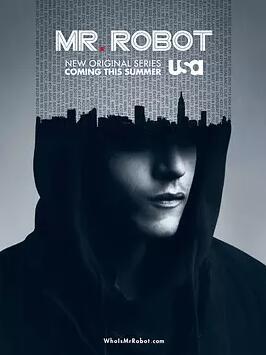 MR. ROBOT
NEW ORIGINAL SERIES
COMING THIS SUMMER
usa
WhoIsMrRobot.com